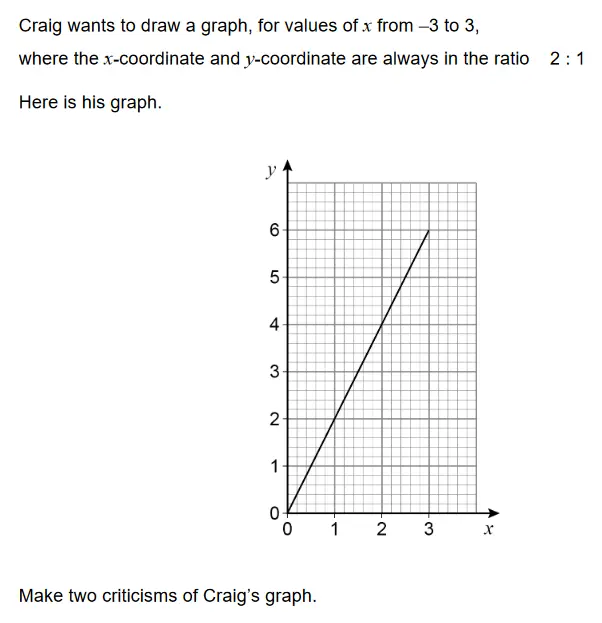 Craig wants to draw a graph, for values of x from –3 to 3,
where the x-coordinate and y-coordinate are always in the ratio 2 : 1
Here is his graph.
y
6
5
4
3
2
1
0
0 1 2 3 x
Make two criticisms of Craig's graph.